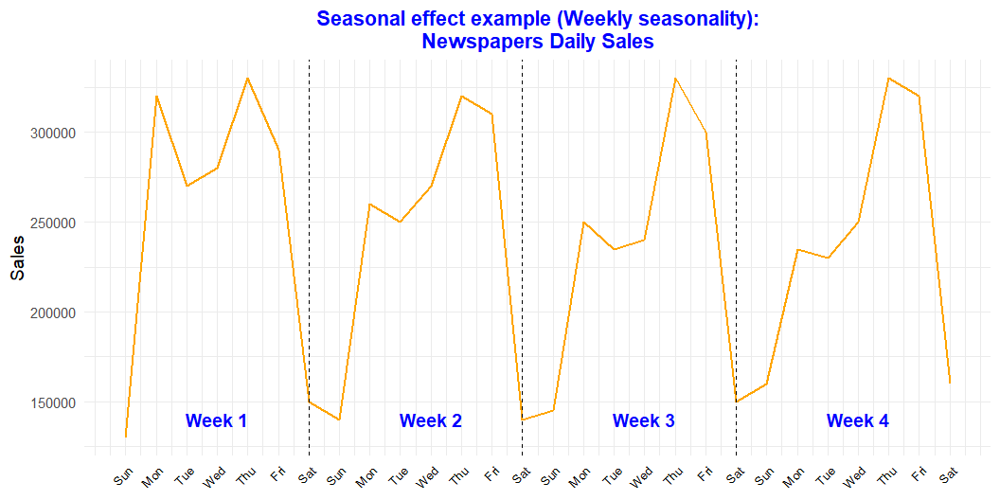 Seasonal effect example (Weekly seasonality):
Newspapers Daily Sales
Sales
300000
250000
200000
150000
Week 1 Week 2 Week 3 Week 4
Sun Mon Tue Wed Thu Fri Sat Sun Mon Tue Wed Thu Fri Sat Sun Mon Tue Wed Thu Fri Sat Sun Mon Tue Wed Thu Fri Sat